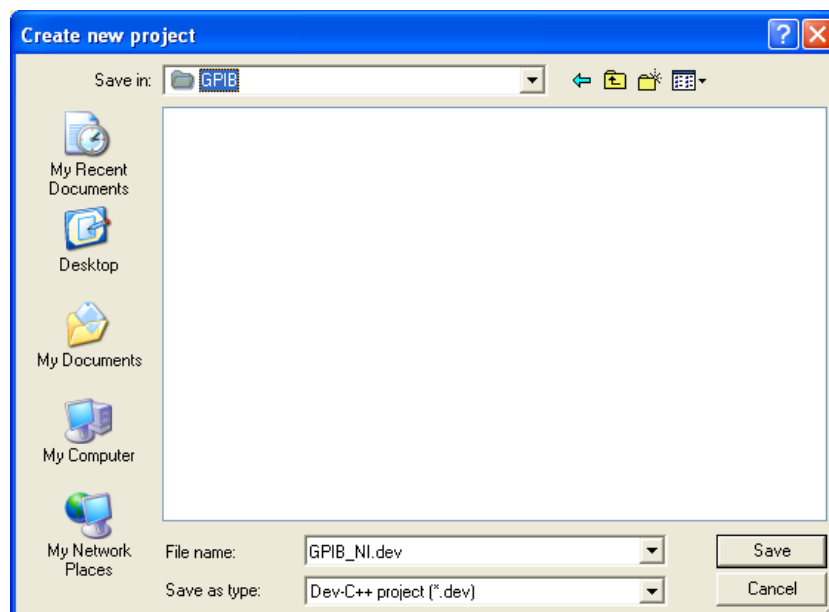 Create new project
Save in:
GPIB
My Recent
Documents
Desktop
My Documents
My Computer
My Network
Places
File name:
GPIB_NI.dev
Save
Save as type:
Dev-C++ project (*.dev)
Cancel